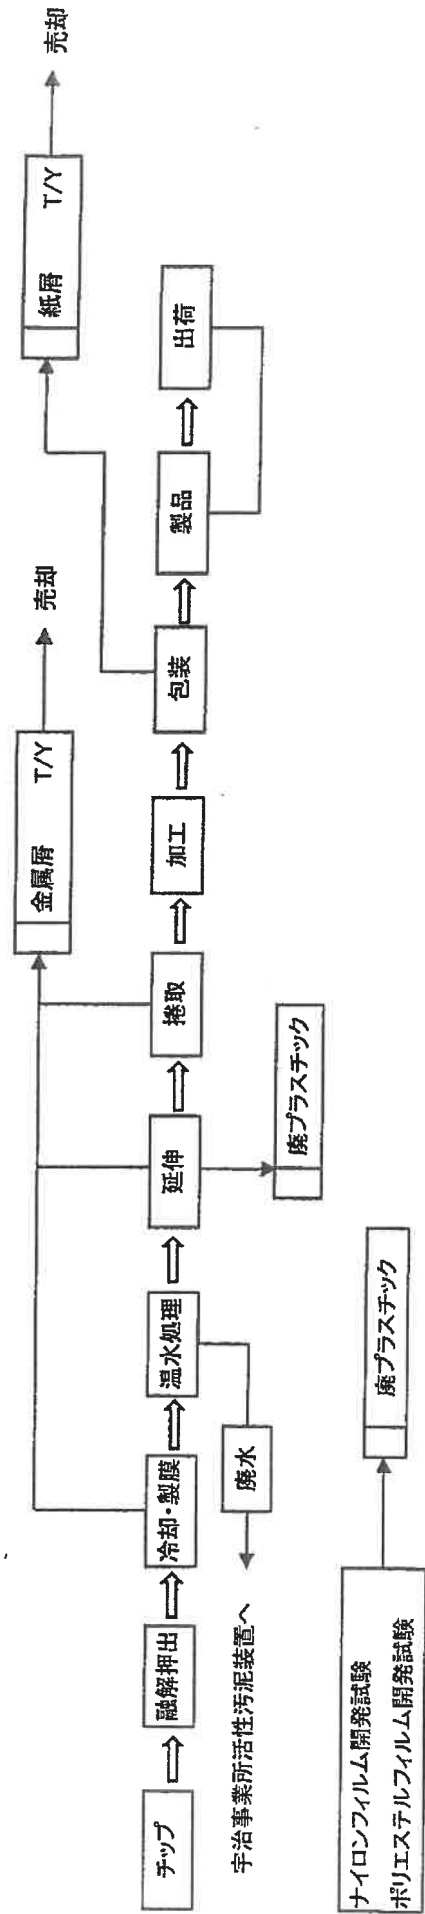 金属屑 T/Y
売却
紙屑 T/Y
売却
チップ
融解押出
冷却・製膜
温水処理
延伸
捲取
加工
包装
製品
出荷
廃水
宇治事業所活性汚泥装置へ
廃プラスチック
ナイロンフィルム開発試験
ポリエステルフィルム開発試験
廃プラスチック